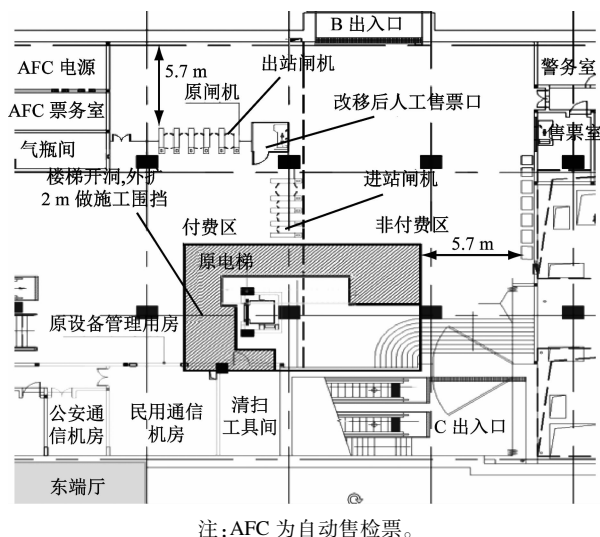 B 出入口
AFC 电源
5.7 m
出站闸机
警务室
原闸机
AFC 票务室
改移后人工售票口
售票室
气瓶间
楼梯开洞,外扩
2 m 做施工围挡
进站闸机
付费区
非付费区
5.7 m
原电梯
原设备管理用房
公安通
信机房
民用通信
机房
清扫
工具间
C 出入口
东端厅
注:AFC 为自动售检票。